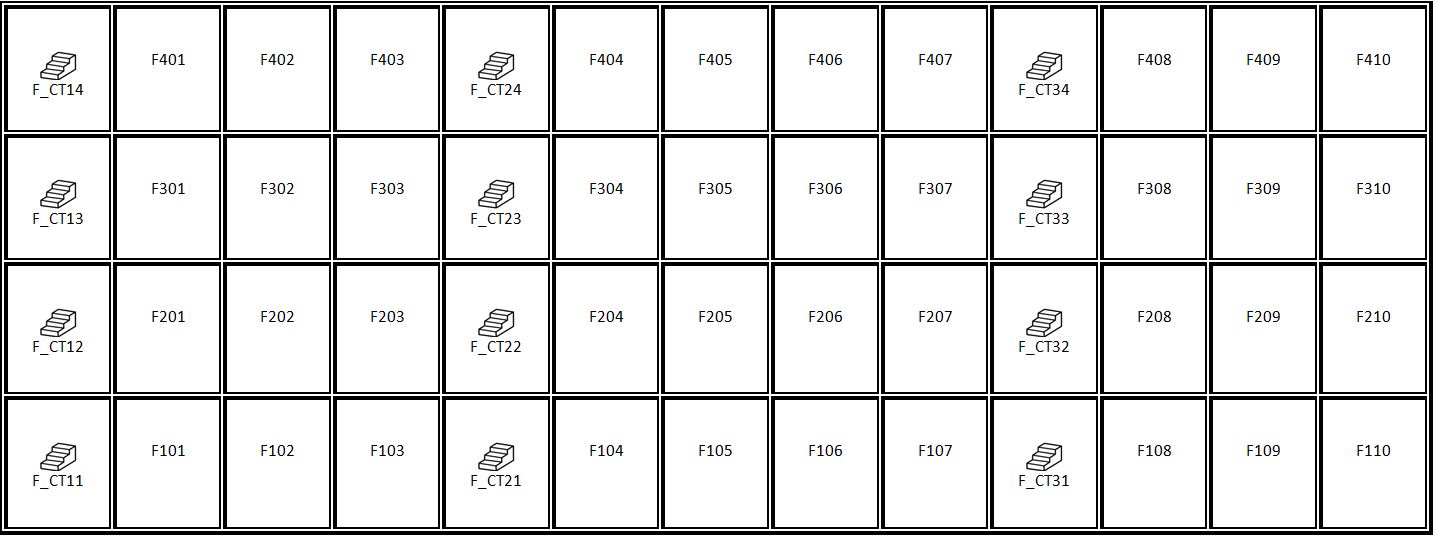 F401 F402 F403 F404 F405 F406 F407 F408 F409 F410
F_CT14 F_CT24 F_CT34
F301 F302 F303 F304 F305 F306 F307 F308 F309 F310
F_CT13 F_CT23 F_CT33
F201 F202 F203 F204 F205 F206 F207 F208 F209 F210
F_CT12 F_CT22 F_CT32
F101 F102 F103 F104 F105 F106 F107 F108 F109 F110
F_CT11 F_CT21 F_CT31